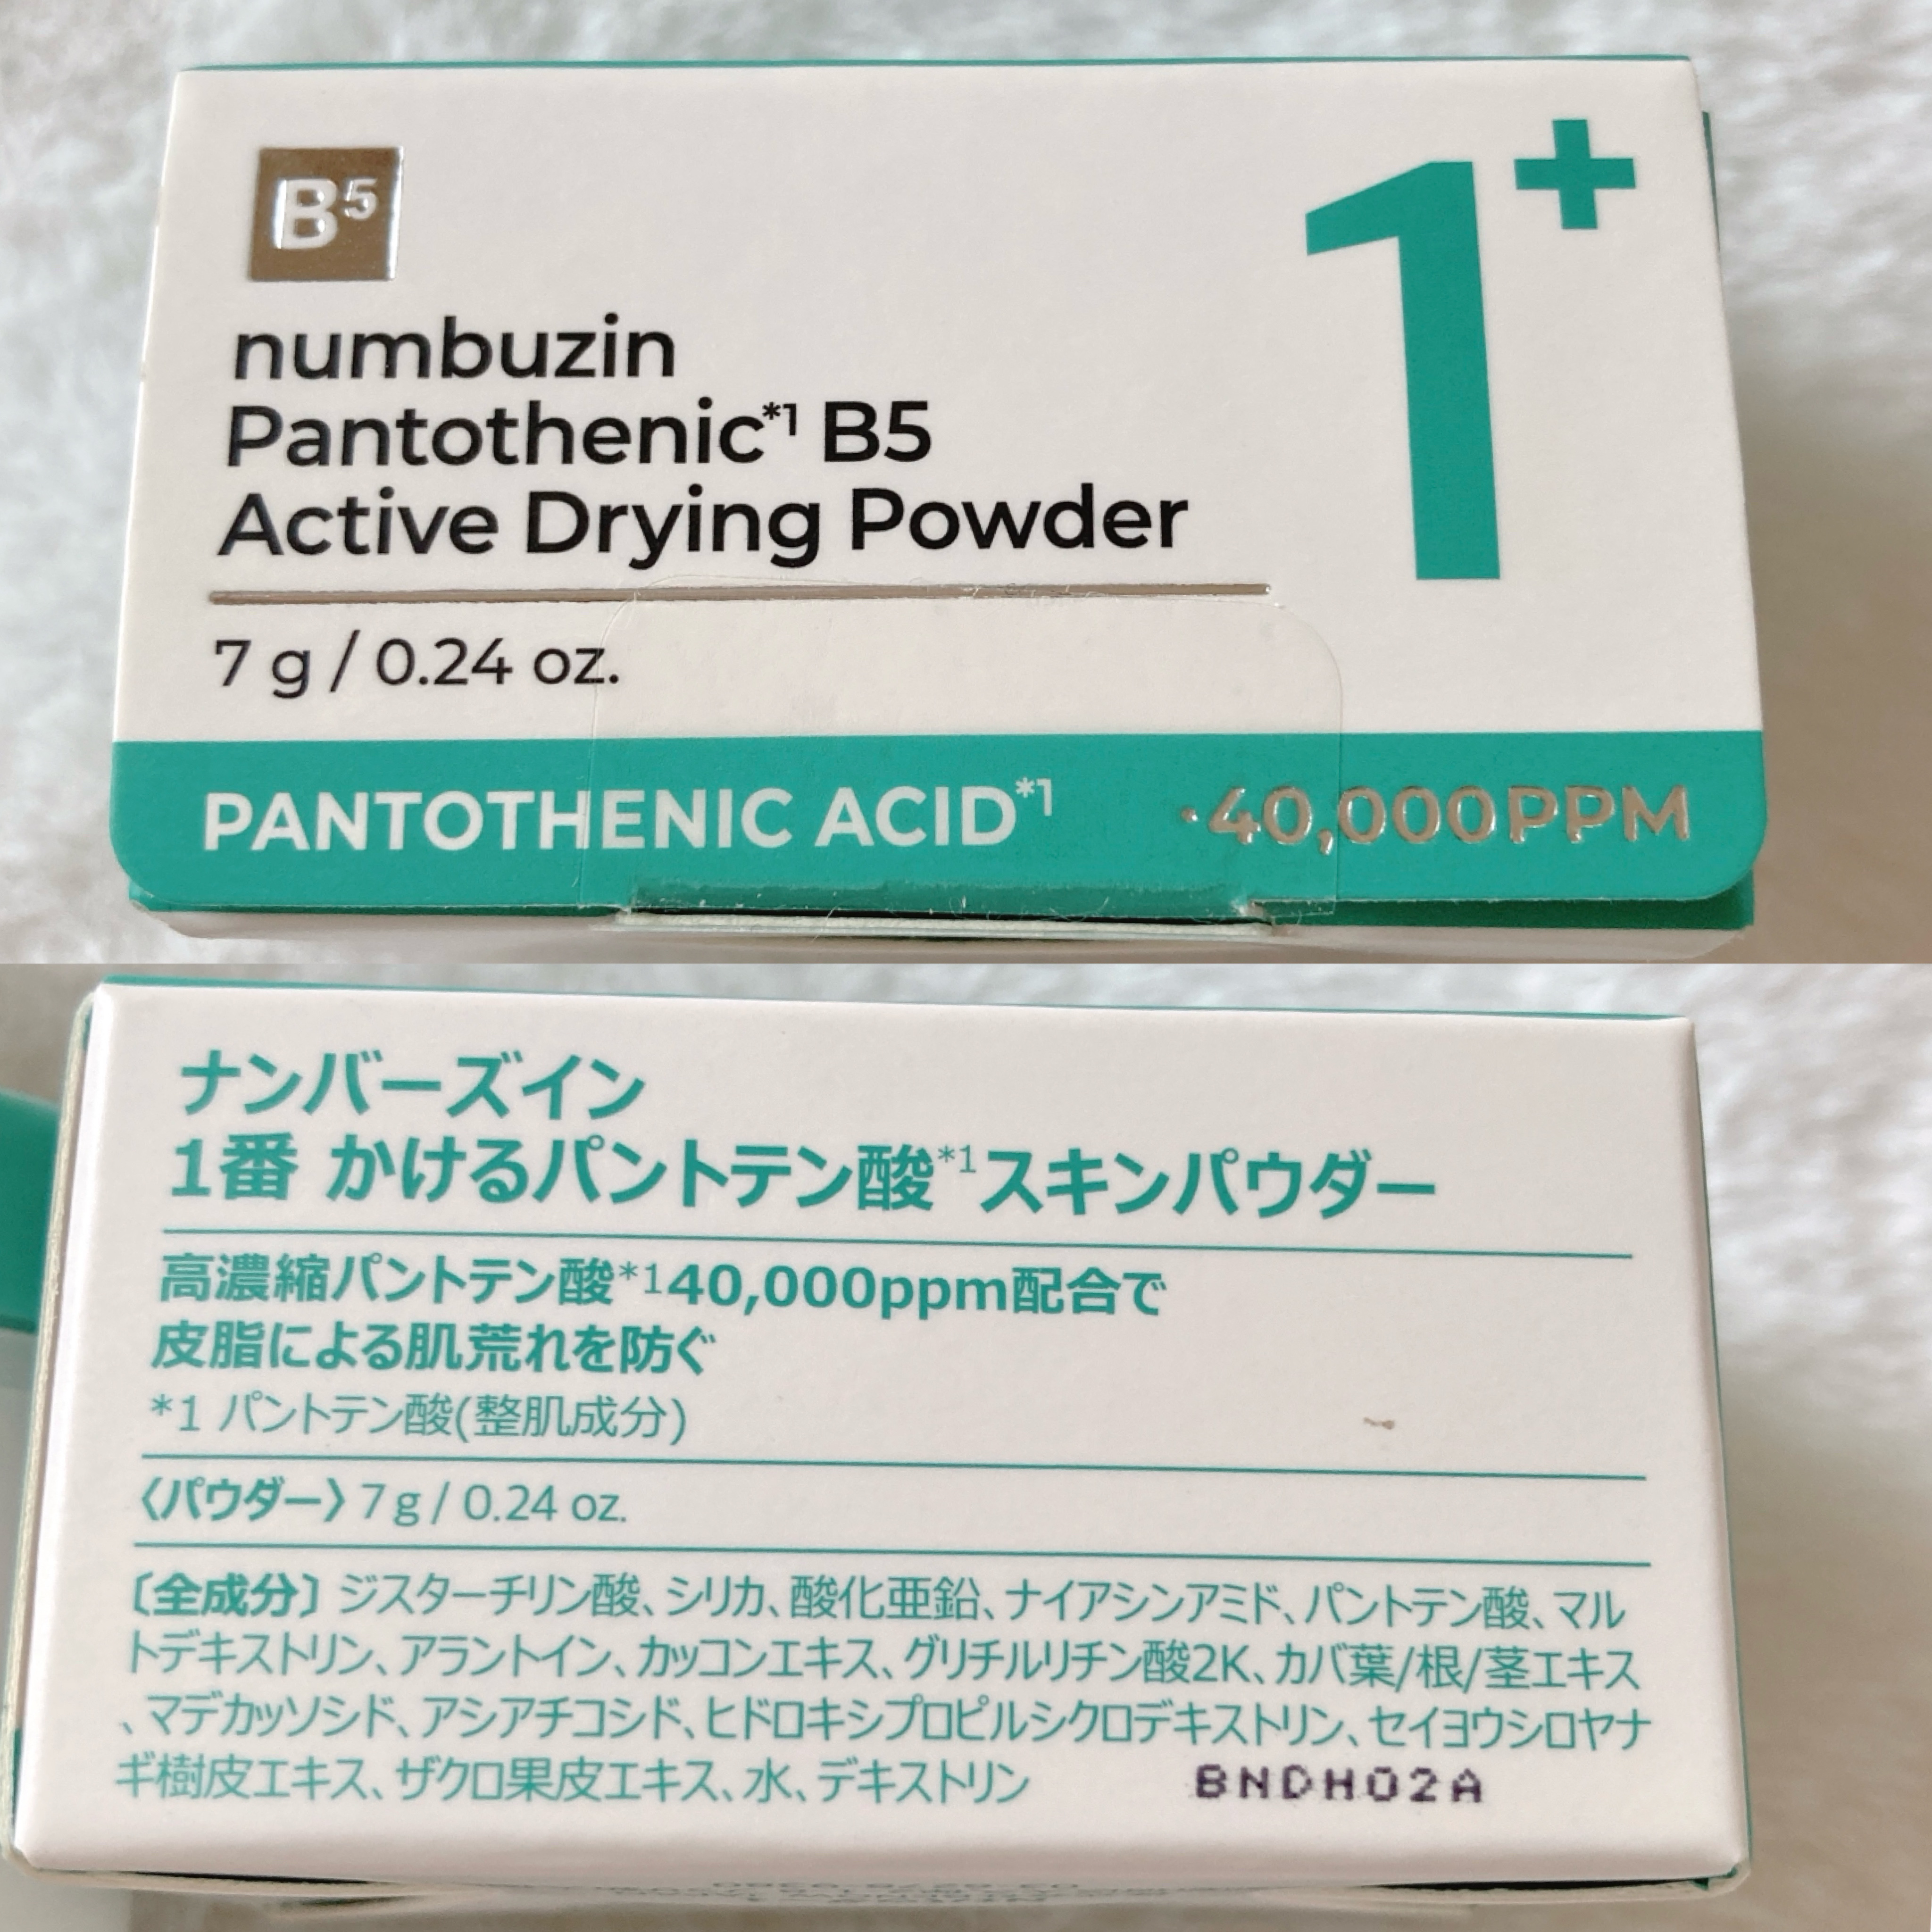 B5
1+
numbuzin
Pantothenic*1 B5
Active Drying Powder
7 g / 0.24 oz.
PANTOTHENIC ACID*1 ·40,000PPM
ナンバーズイン
1番 かけるパントテン酸*1スキンパウダー
高濃縮パントテン酸*140,000ppm配合で
皮脂による肌荒れを防ぐ
*1 パントテン酸(整肌成分)
〈パウダー〉7 g / 0.24 oz.
〔全成分〕ジスターチリン酸、シリカ、酸化亜鉛、ナイアシンアミド、パントテン酸、マル
トデキストリン、アラントイン、カッコンエキス、グリチルリチン酸2K、カバ葉/根/茎エキス
、マデカッソシド、アシアチコシド、ヒドロキシプロピルシクロデキストリン、セイヨウシロヤナ
ギ樹皮エキス、ザクロ果皮エキス、水、デキストリン
BNDH02A